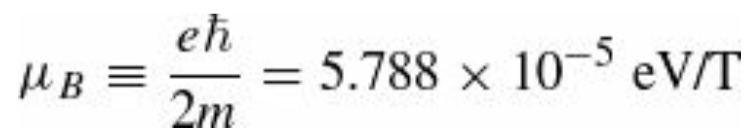 μ_B ≡ eℏ/2m = 5.788 × 10⁻⁵ eV/T